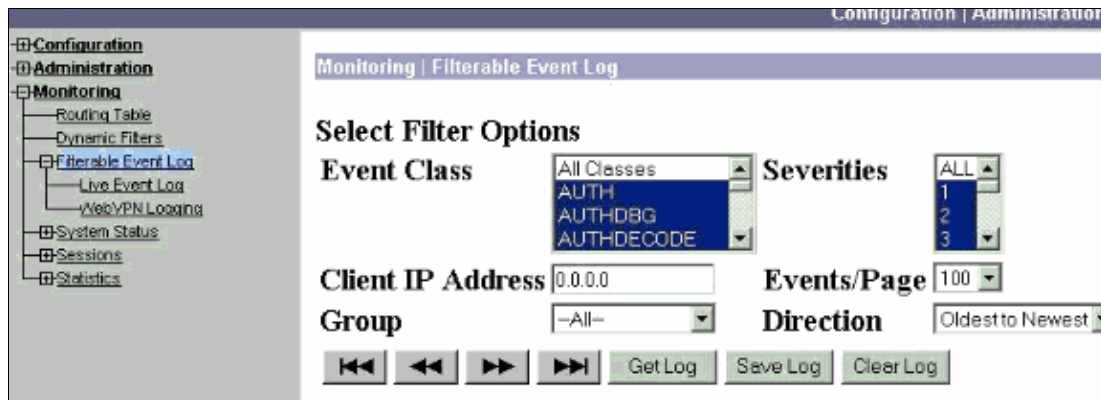 Configuration | Administration
Configuration
Administration
Monitoring
Routing Table
Dynamic Filters
Filterable Event Log
Live Event Log
WebVPN Logging
System Status
Sessions
Statistics
Monitoring | Filterable Event Log
Select Filter Options
Event Class
All Classes
AUTH
AUTHDBG
AUTHDECODE
Severities
ALL
1
2
3
Client IP Address 0.0.0.0
Events/Page 100
Group --All--
Direction Oldest to Newest
Get Log Save Log Clear Log